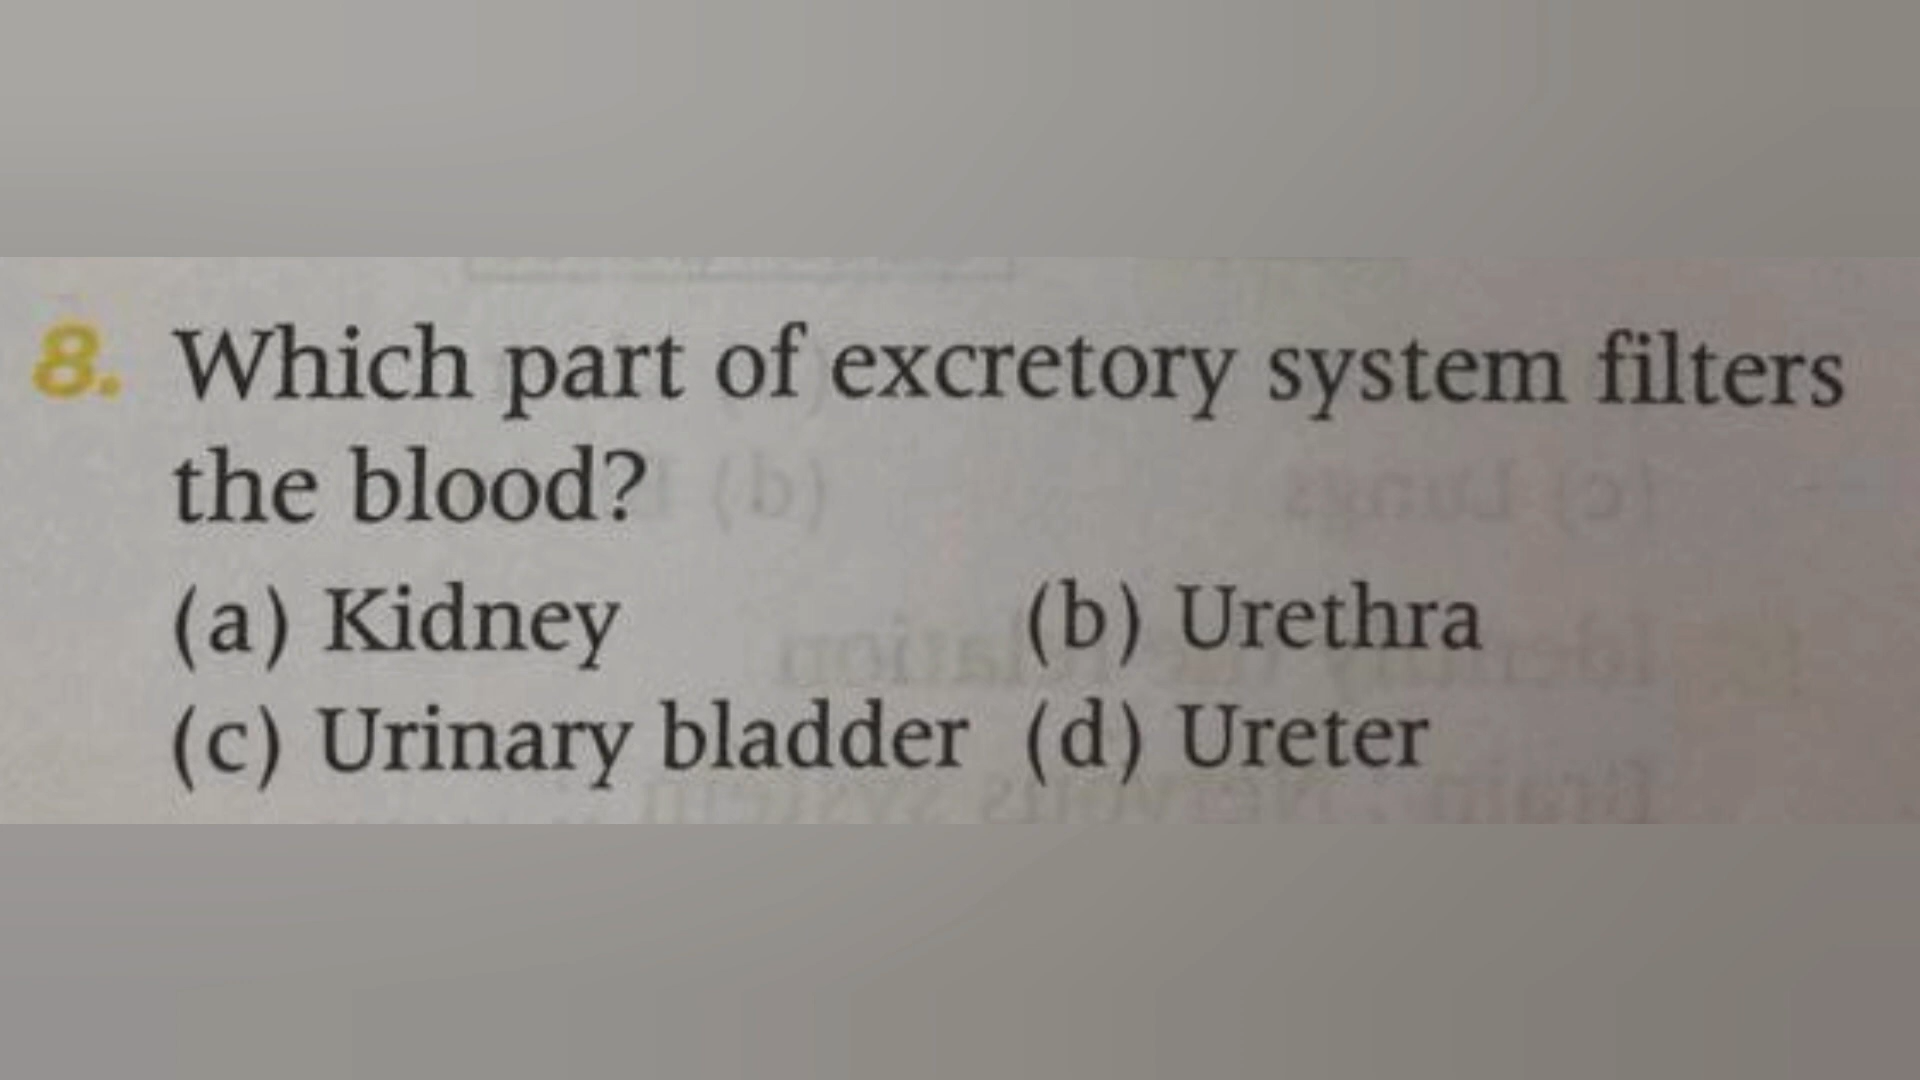 8. Which part of excretory system filters
the blood?
(a) Kidney (b) Urethra
(c) Urinary bladder (d) Ureter